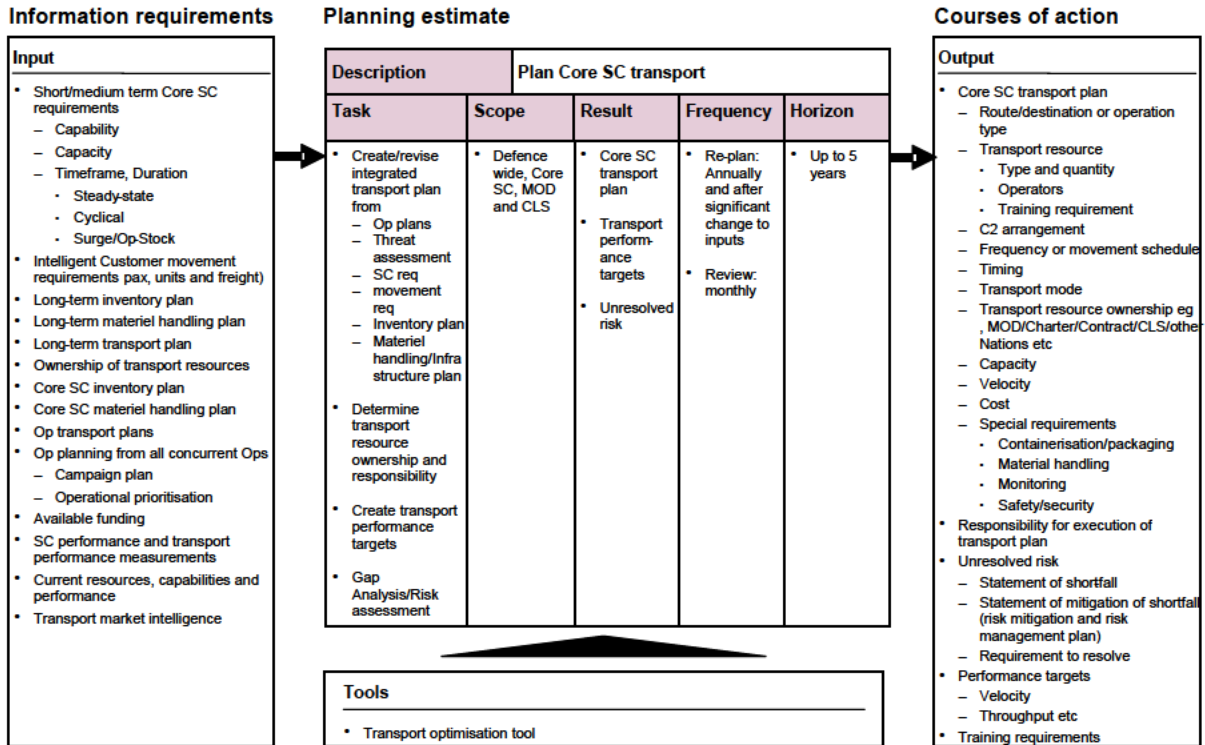 Information requirements
Input
• Short/medium term Core SC
requirements
– Capability
– Capacity
– Timeframe, Duration
▪ Steady-state
▪ Cyclical
▪ Surge/Op-Stock
• Intelligent Customer movement
requirements pax, units and freight)
• Long-term inventory plan
• Long-term materiel handling plan
• Long-term transport plan
• Ownership of transport resources
• Core SC inventory plan
• Core SC materiel handling plan
• Op transport plans
• Op planning from all concurrent Ops
– Campaign plan
– Operational prioritisation
• Available funding
• SC performance and transport
performance measurements
• Current resources, capabilities and
performance
• Transport market intelligence
Planning estimate
Description
Plan Core SC transport
Task
Scope
Result
Frequency
Horizon
• Create/revise
integrated
transport plan
from
– Op plans
– Threat
assessment
– SC req
– movement
req
– Inventory plan
– Materiel
handling/Infra
structure plan
• Determine
transport
resource
ownership and
responsibility
• Create transport
performance
targets
• Gap
Analysis/Risk
assessment
• Defence
wide, Core
SC, MOD
and CLS
• Core SC
transport
plan
• Transport
perform-
ance
targets
• Unresolved
risk
• Re-plan:
Annually
and after
significant
change to
inputs
• Review:
monthly
• Up to 5
years
Tools
• Transport optimisation tool
Courses of action
Output
• Core SC transport plan
– Route/destination or operation
type
– Transport resource
▪ Type and quantity
▪ Operators
▪ Training requirement
– C2 arrangement
– Frequency or movement schedule
– Timing
– Transport mode
– Transport resource ownership eg
, MOD/Charter/Contract/CLS/other
Nations etc
– Capacity
– Velocity
– Cost
– Special requirements
▪ Containerisation/packaging
▪ Material handling
▪ Monitoring
▪ Safety/security
• Responsibility for execution of
transport plan
• Unresolved risk
– Statement of shortfall
– Statement of mitigation of shortfall
(risk mitigation and risk
management plan)
– Requirement to resolve
• Performance targets
– Velocity
– Throughput etc
• Training requirements